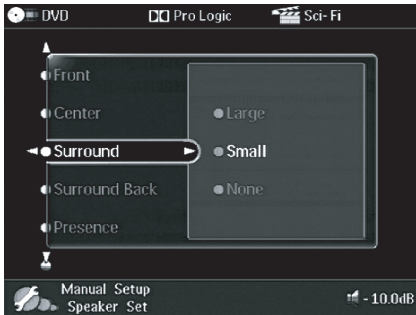 DVD
Pro Logic
Sci-Fi
Front
Center
Large
Surround
Small
Surround Back
None
Presence
Manual Setup
Speaker Set
-10.0dB